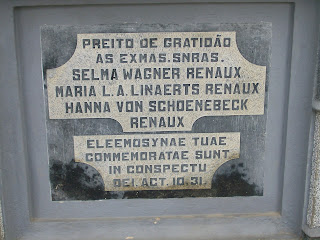 PREITO DE GRATIDÃO
AS EXMAS. SNRAS.
SELMA WAGNER RENAUX
MARIA L. A. LINAERTS RENAUX
HANNA VON SCHOENEBECK
RENAUX
ELEEMOSYNAE TUAE
COMMEMORATAE SUNT
IN CONSPECTU
DEI. ACT. 10.31.